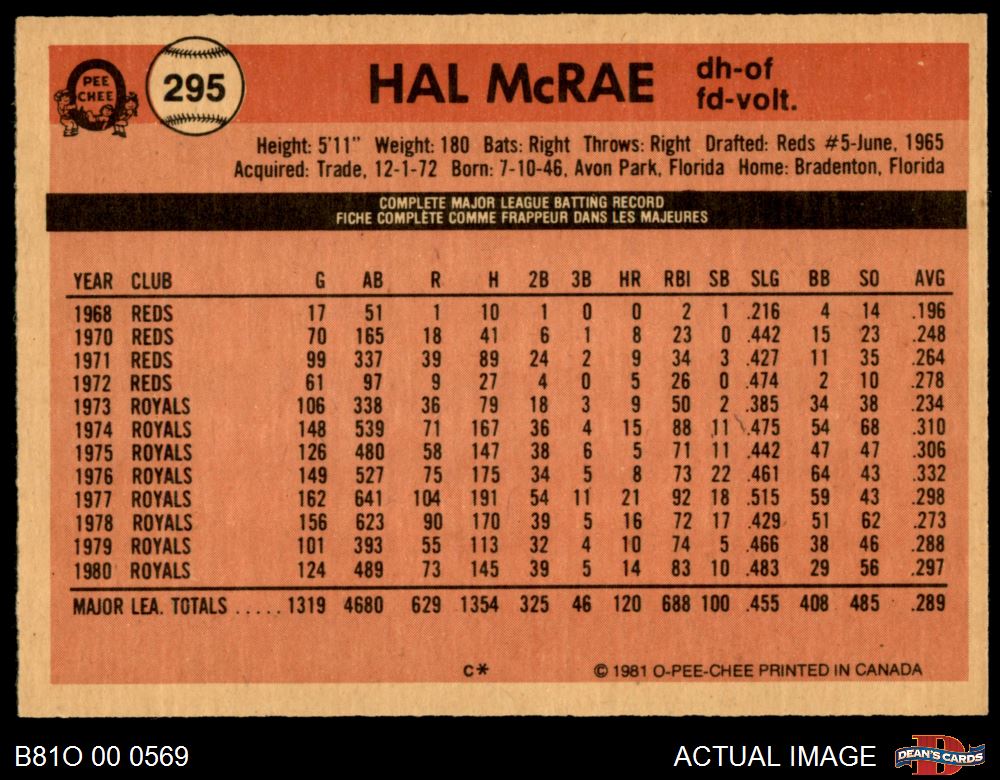 PEE
CHEE
295
HAL McRAE
dh-of
fd-volt.
Height: 5'11" Weight: 180 Bats: Right Throws: Right Drafted: Reds #5-June, 1965
Acquired: Trade, 12-1-72 Born: 7-10-46, Avon Park, Florida Home: Bradenton, Florida
COMPLETE MAJOR LEAGUE BATTING RECORD
FICHE COMPLÈTE COMME FRAPPEUR DANS LES MAJEURES
YEAR CLUB G AB R H 2B 3B HR RBI SB SLG BB SO AVG
1968 REDS 17 51 1 10 1 0 0 2 1 .216 4 14 .196
1970 REDS 70 165 18 41 6 1 8 23 0 .442 15 23 .248
1971 REDS 99 337 39 89 24 2 9 34 3 .427 11 35 .264
1972 REDS 61 97 9 27 4 0 5 26 0 .474 2 10 .278
1973 ROYALS 106 338 36 79 18 3 9 50 2 .385 34 38 .234
1974 ROYALS 148 539 71 167 36 4 15 88 11 .475 54 68 .310
1975 ROYALS 126 480 58 147 38 6 5 71 11 .442 47 47 .306
1976 ROYALS 149 527 75 175 34 5 8 73 22 .461 64 43 .332
1977 ROYALS 162 641 104 191 54 11 21 92 18 .515 59 43 .298
1978 ROYALS 156 623 90 170 39 5 16 72 17 .429 51 62 .273
1979 ROYALS 101 393 55 113 32 4 10 74 5 .466 38 46 .288
1980 ROYALS 124 489 73 145 39 5 14 83 10 .483 29 56 .297
MAJOR LEA. TOTALS ..... 1319 4680 629 1354 325 46 120 688 100 .455 408 485 .289
C* © 1981 O-PEE-CHEE PRINTED IN CANADA
B81O 00 0569
ACTUAL IMAGE
DEAN'S CARDS